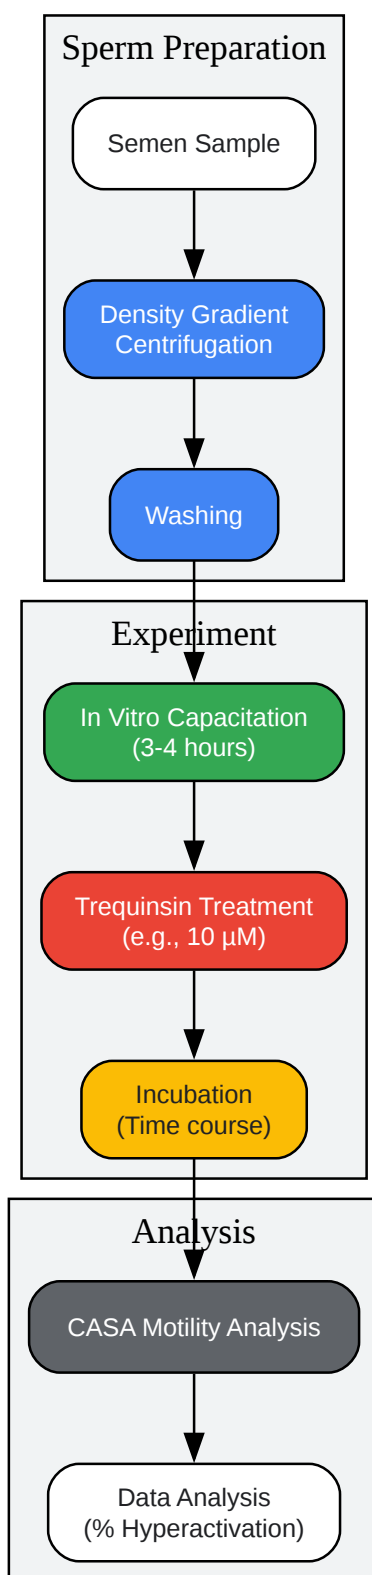 Sperm Preparation
Semen Sample
Density Gradient
Centrifugation
Washing
Experiment
In Vitro Capacitation
(3-4 hours)
Trequinsin Treatment
(e.g., 10 µM)
Incubation
(Time course)
Analysis
CASA Motility Analysis
Data Analysis
(% Hyperactivation)